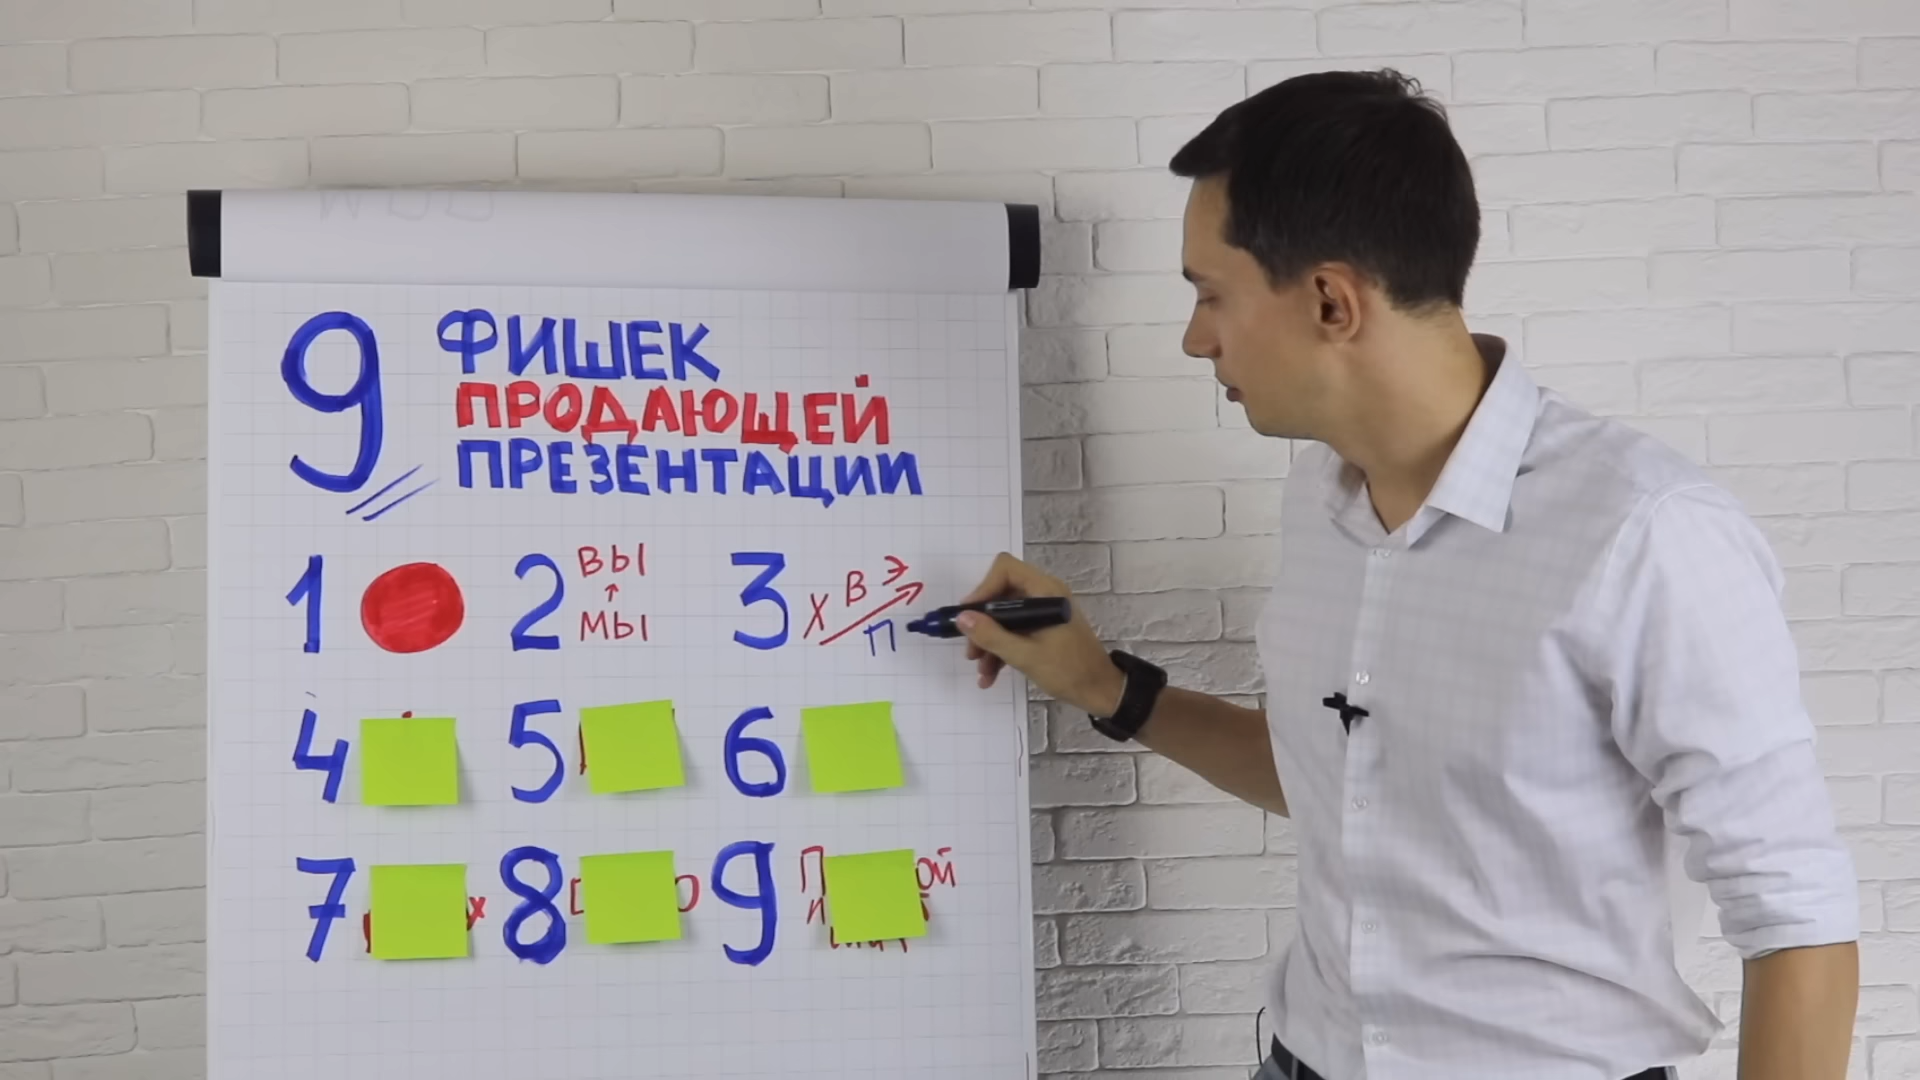 9 ФИШЕК
ПРОДАЮЩЕЙ
ПРЕЗЕНТАЦИИ
1
2 ВЫ
↑
МЫ
3 Х В Э
П
4
5
6
7
8
9